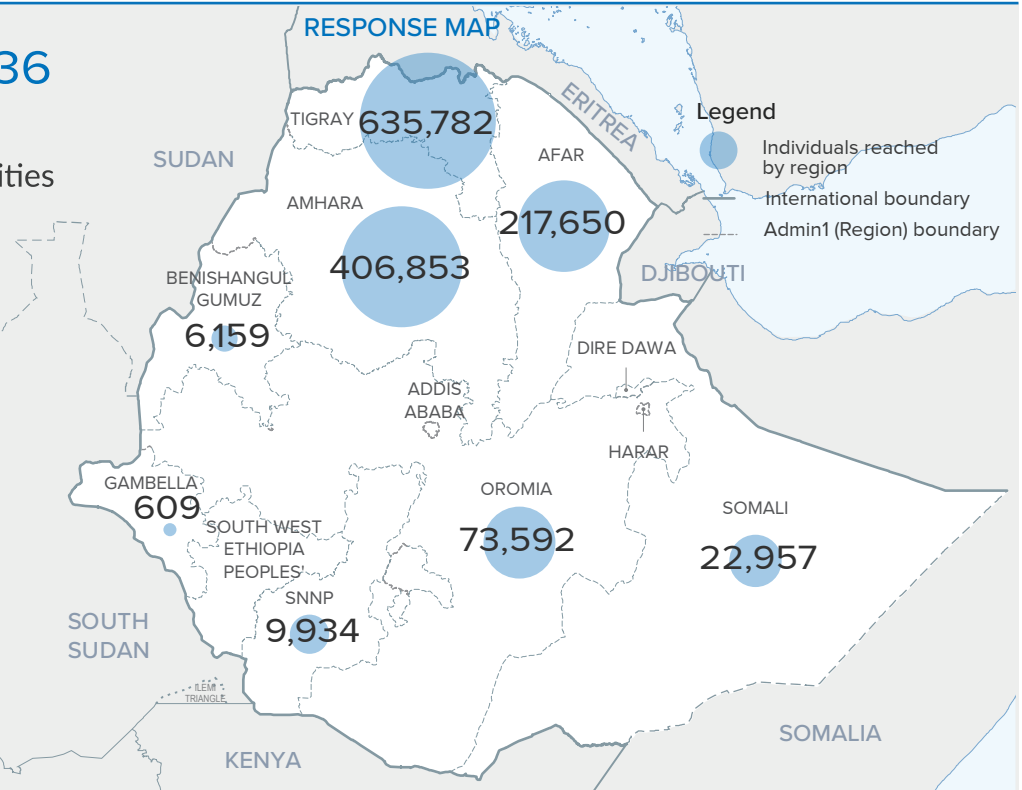 RESPONSE MAP
36
ities
Legend
Individuals reached
by region
International boundary
Admin1 (Region) boundary
ERITREA
SUDAN
TIGRAY
635,782
AFAR
217,650
AMHARA
406,853
DJIBOUTI
BENISHANGUL
GUMUZ
6,159
DIRE DAWA
ADDIS
ABABA
HARAR
GAMBELLA
609
OROMIA
73,592
SOMALI
22,957
SOUTH WEST
ETHIOPIA
PEOPLES'
SNNP
9,934
SOUTH
SUDAN
ILEMI
TRIANGLE
KENYA
SOMALIA